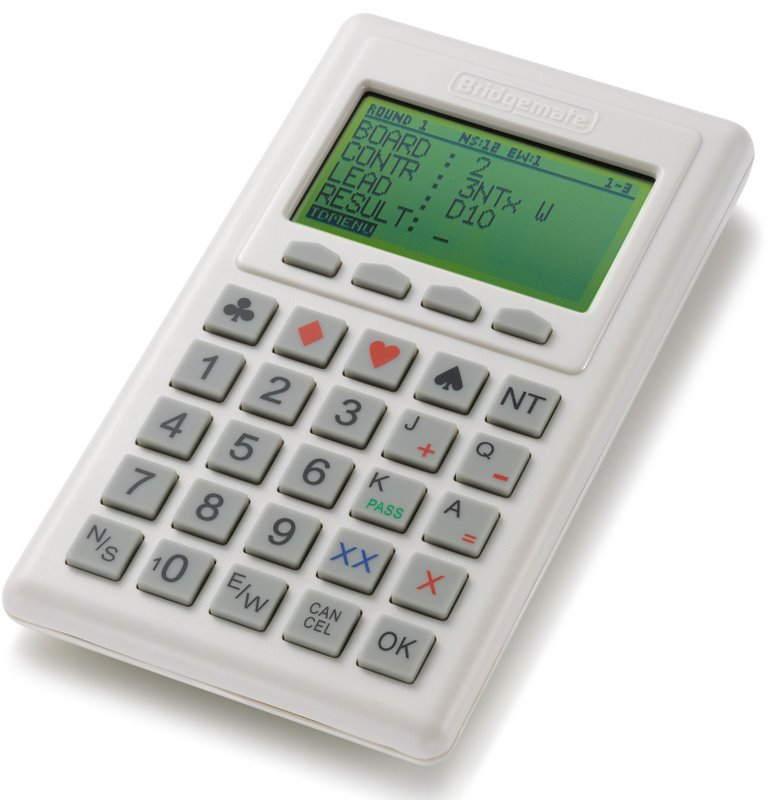 Bridgemate
ROUND 1 NS:12 EW:1 1-3
BOARD : 2
CONTR : 3NTx W
LEAD : D10
RESULT: _
TDMENU
♣ ♦ ♥ ♠ NT
1 2 3 J + Q -
4 5 6 K PASS A =
7 8 9 XX X
N/S 10 E/W CAN CEL OK